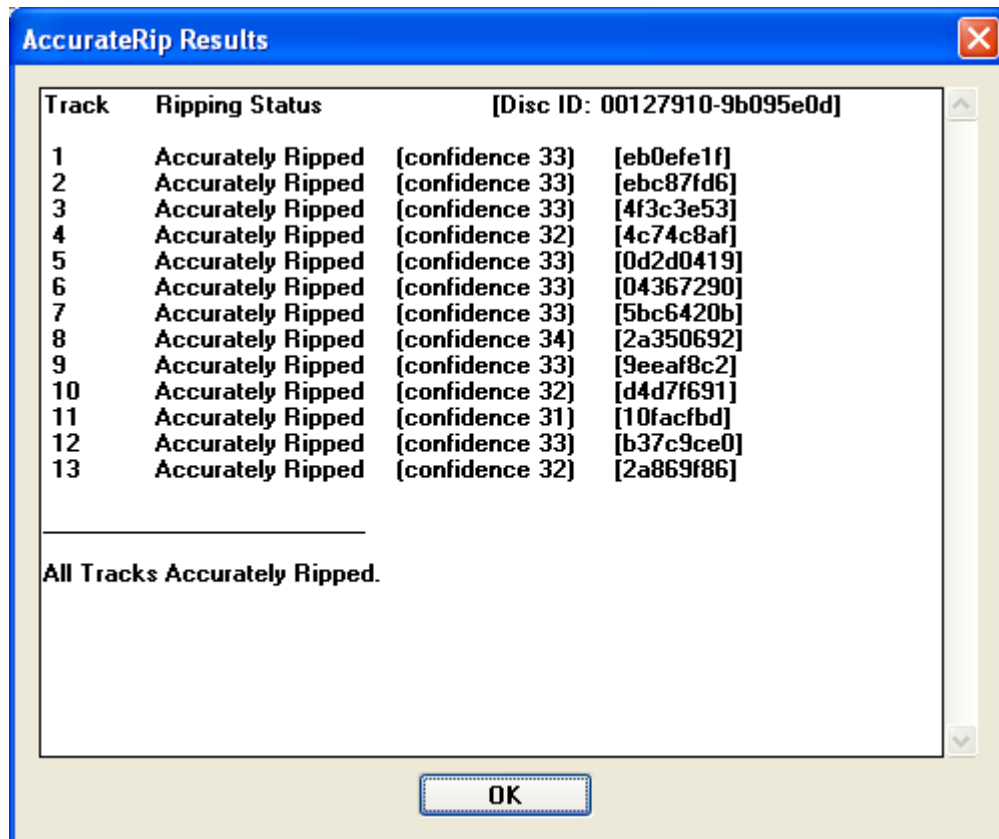 AccurateRip Results
Track Ripping Status [Disc ID: 00127910-9b095e0d]
1 Accurately Ripped (confidence 33) [eb0efe1f]
2 Accurately Ripped (confidence 33) [ebc87fd6]
3 Accurately Ripped (confidence 33) [4f3c3e53]
4 Accurately Ripped (confidence 32) [4c74c8af]
5 Accurately Ripped (confidence 33) [0d2d0419]
6 Accurately Ripped (confidence 33) [04367290]
7 Accurately Ripped (confidence 33) [5bc6420b]
8 Accurately Ripped (confidence 34) [2a350692]
9 Accurately Ripped (confidence 33) [9eeaf8c2]
10 Accurately Ripped (confidence 32) [d4d7f691]
11 Accurately Ripped (confidence 31) [10facfbd]
12 Accurately Ripped (confidence 33) [b37c9ce0]
13 Accurately Ripped (confidence 32) [2a869f86]
All Tracks Accurately Ripped.
OK